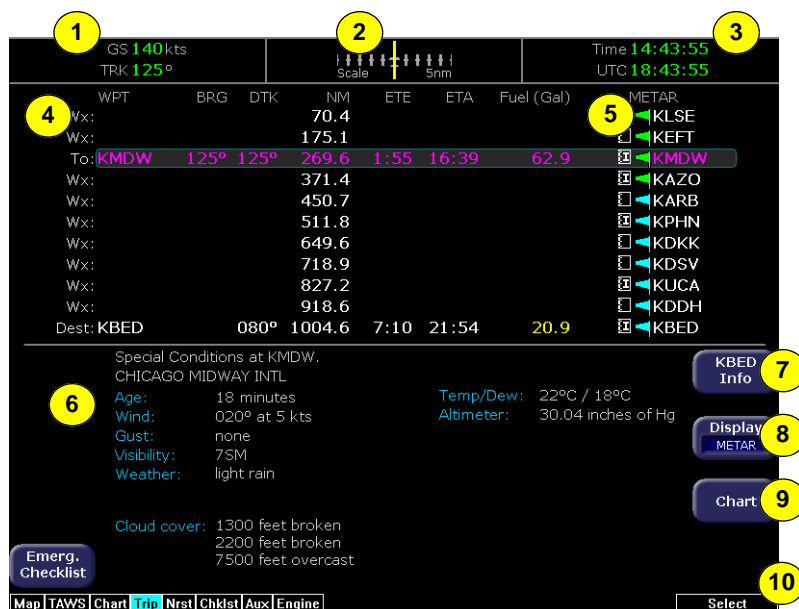 1
2
3
GS 140 kts
TRK 125°
Scale 5nm
Time 14:43:55
UTC 18:43:55
4
5
WPT BRG DTK NM ETE ETA Fuel (Gal) METAR
Wx: 70.4 KLSE
Wx: 175.1 KEFT
To: KMDW 125° 125° 269.6 1:55 16:39 62.9 KMDW
Wx: 371.4 KAZO
Wx: 450.7 KARB
Wx: 511.8 KPHN
Wx: 649.6 KDKK
Wx: 718.9 KDSV
Wx: 827.2 KUCA
Wx: 918.6 KDDH
Dest: KBED 080° 1004.6 7:10 21:54 20.9 KBED
Special Conditions at KMDW.
CHICAGO MIDWAY INTL
6
Age: 18 minutes
Wind: 020° at 5 kts
Gust: none
Visibility: 7SM
Weather: light rain
Temp/Dew: 22°C / 18°C
Altimeter: 30.04 inches of Hg
Cloud cover: 1300 feet broken
2200 feet broken
7500 feet overcast
KBED
Info
7
Display
METAR
8
Chart
9
Emerg.
Checklist
10
Map TAWS Chart Trip Nrst Chklst Aux Engine
Select